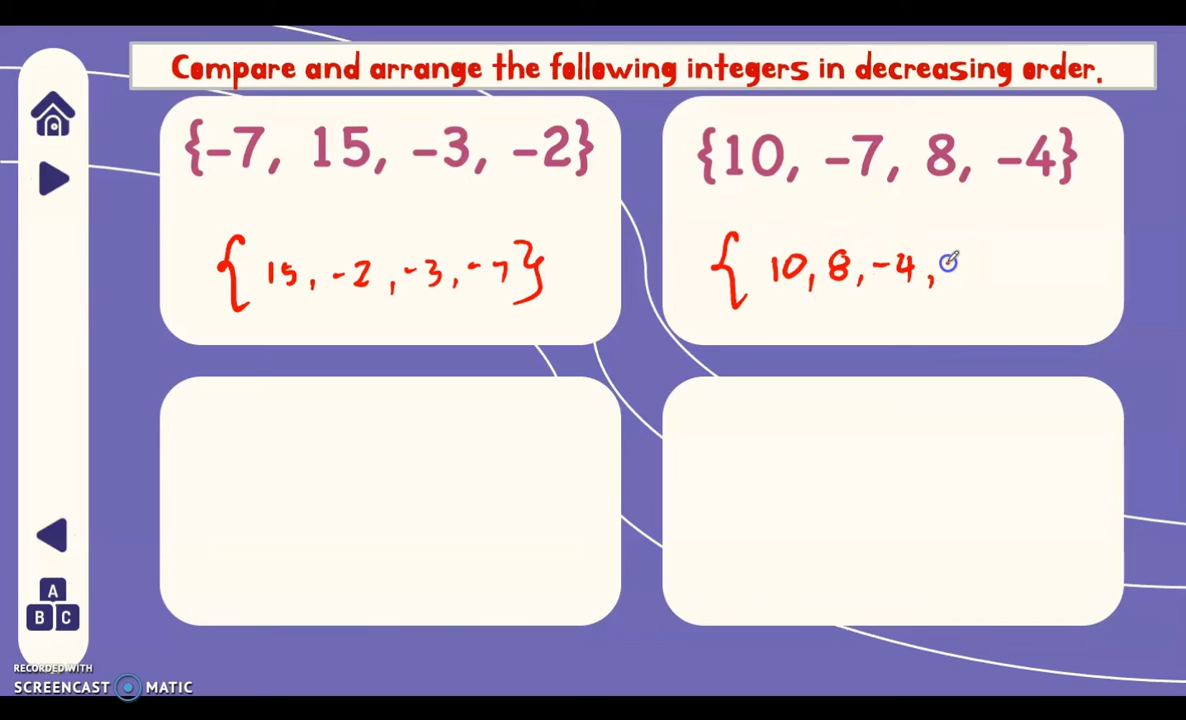 Compare and arrange the following integers in decreasing order.
{-7, 15, -3, -2}
{15, -2, -3, -7}
{10, -7, 8, -4}
{10, 8, -4,
A
B C
RECORDED WITH
SCREENCAST MATIC